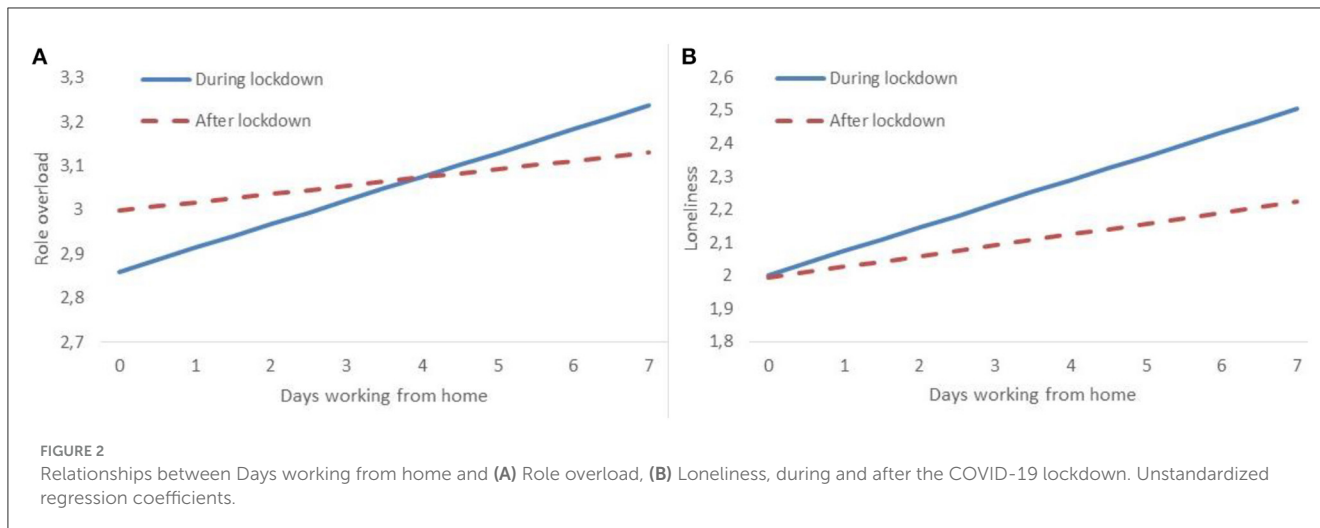 A
3,3
3,2
3,1
3
2,9
2,8
2,7
Role overload
During lockdown
After lockdown
0 1 2 3 4 5 6 7
Days working from home
B
2,6
2,5
2,4
2,3
2,2
2,1
2
1,9
1,8
Loneliness
During lockdown
After lockdown
0 1 2 3 4 5 6 7
Days working from home
FIGURE 2
Relationships between Days working from home and (A) Role overload, (B) Loneliness, during and after the COVID-19 lockdown. Unstandardized
regression coefficients.